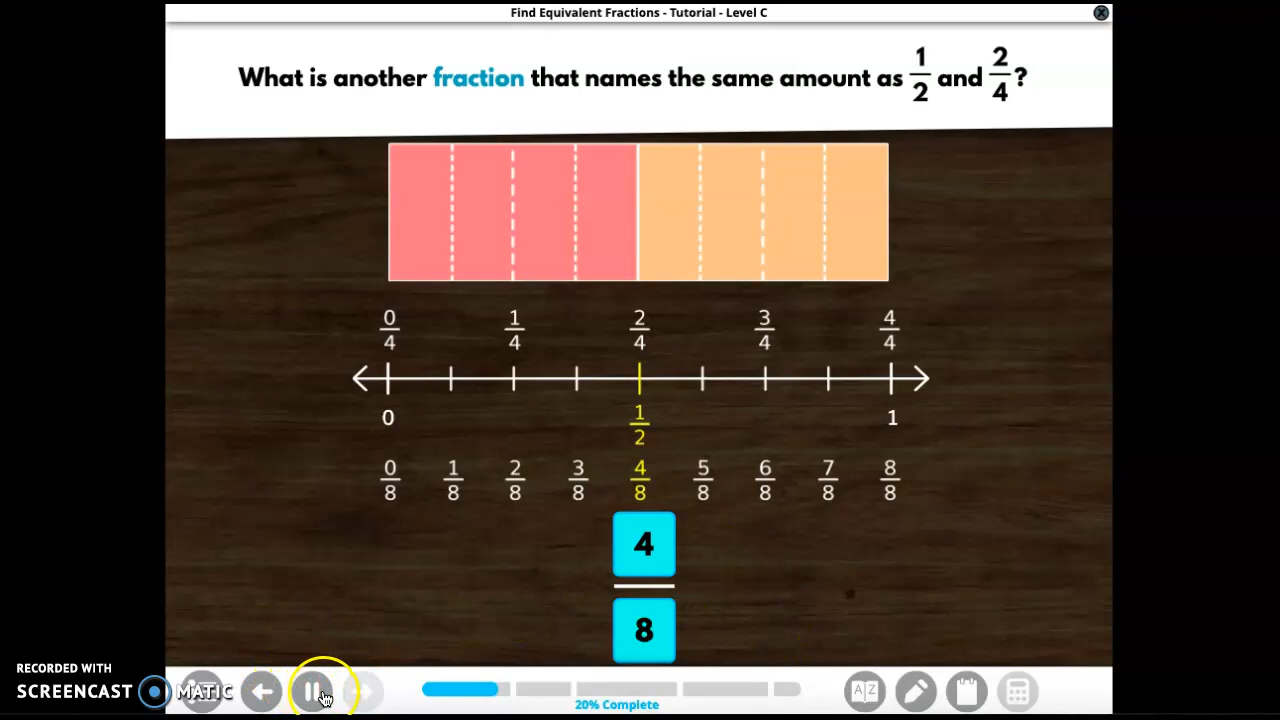 Find Equivalent Fractions - Tutorial - Level C
What is another fraction that names the same amount as 1/2 and 2/4?
0/4 1/4 2/4 3/4 4/4
0 1/2 1
0/8 1/8 2/8 3/8 4/8 5/8 6/8 7/8 8/8
4
8
RECORDED WITH
SCREENCAST MATIC
20% Complete
A Z